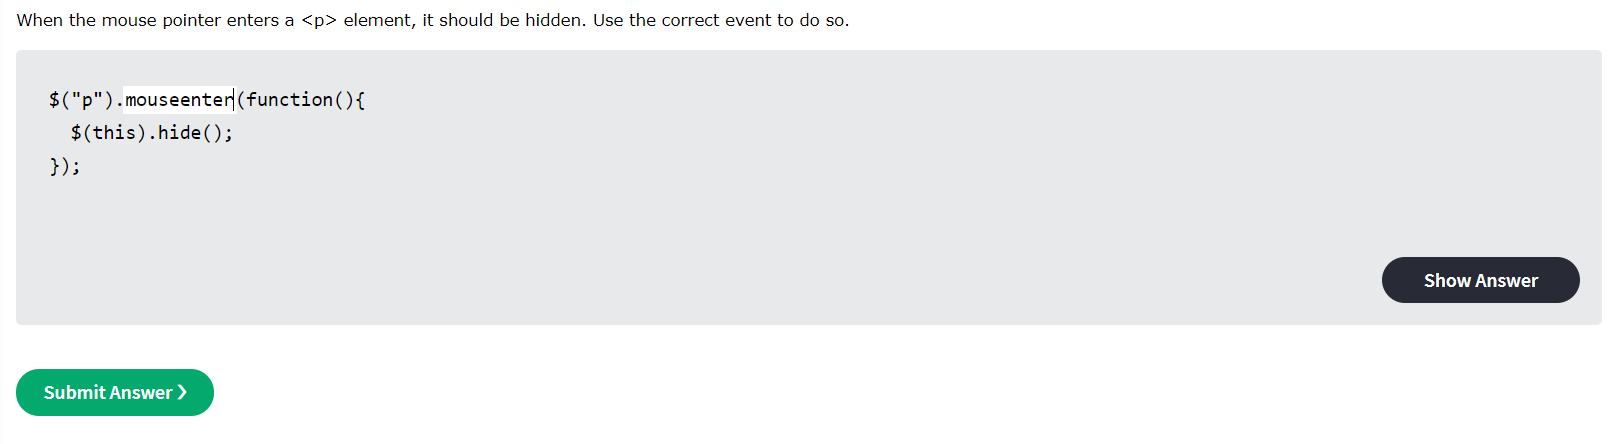 When the mouse pointer enters a <p> element, it should be hidden. Use the correct event to do so.
$("p").mouseenter(function(){
  $(this).hide();
});
Show Answer
Submit Answer ❯